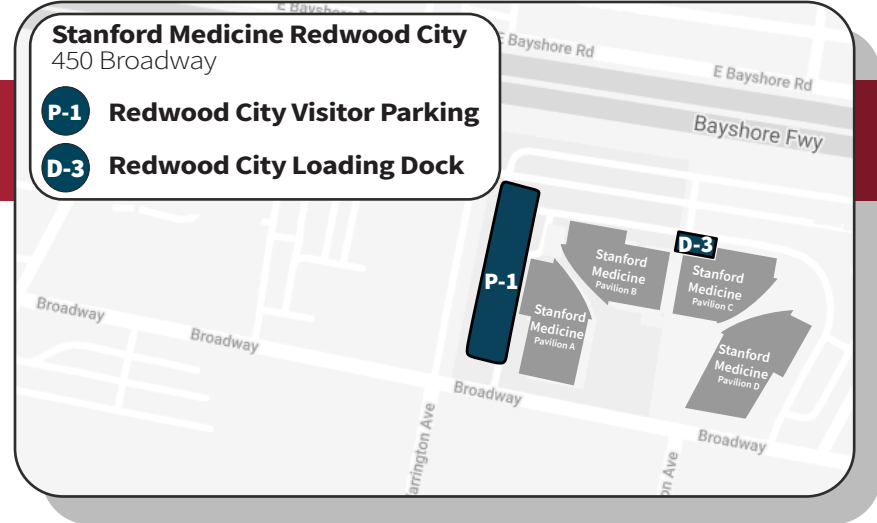 Stanford Medicine Redwood City
450 Broadway
P-1 Redwood City Visitor Parking
D-3 Redwood City Loading Dock
E Bayshore Rd
E Bayshore Rd
Bayshore Fwy
D-3
P-1
Stanford
Medicine
Pavilion B
Stanford
Medicine
Pavilion C
Stanford
Medicine
Pavilion A
Stanford
Medicine
Pavilion D
Broadway
Broadway
Broadway
Broadway
arrington Ave
on Ave